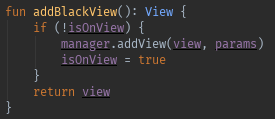 fun addBlackView(): View {
    if (!isOnView) {
        manager.addView(view, params)
        isOnView = true
    }
    return view
}